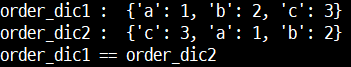 order_dic1 :  {'a': 1, 'b': 2, 'c': 3}
order_dic2 :  {'c': 3, 'a': 1, 'b': 2}
order_dic1 == order_dic2